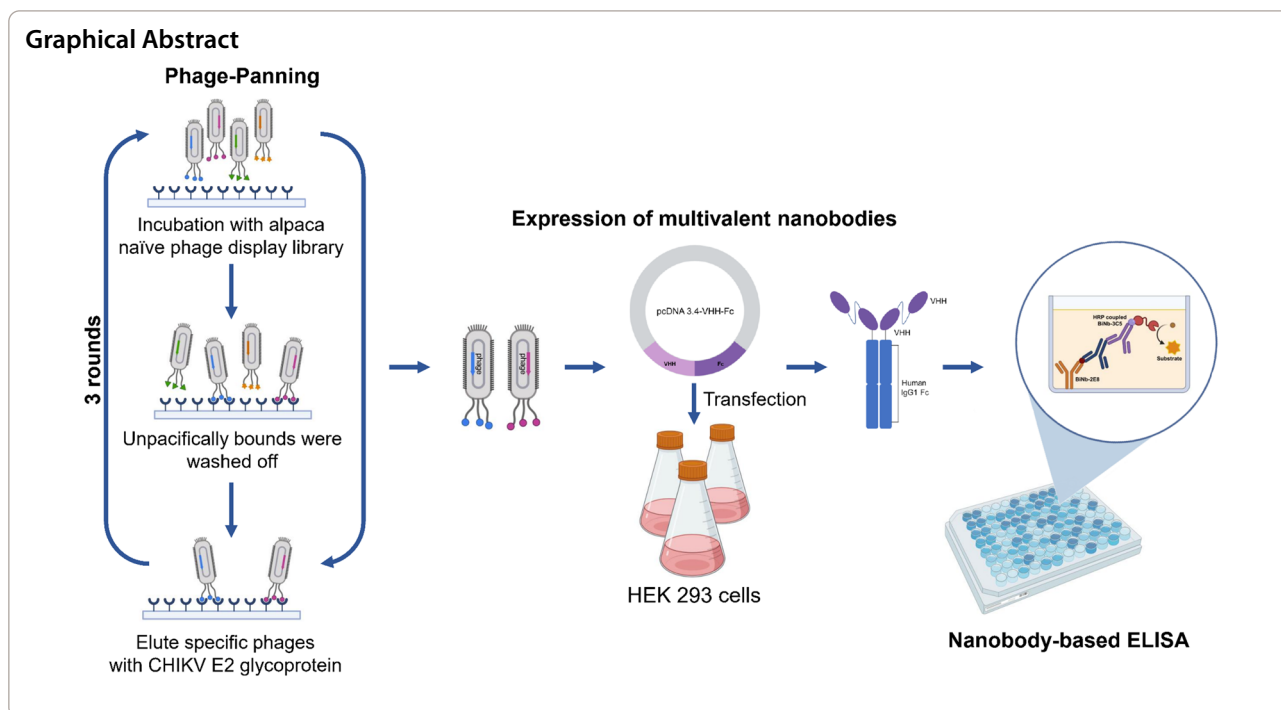 Graphical Abstract
Phage-Panning
Incubation with alpaca
naïve phage display library
3 rounds
Unpacifically bounds were
washed off
Elute specific phages
with CHIKV E2 glycoprotein
phage
phage
Expression of multivalent nanobodies
pcDNA 3.4-VHH-Fc
VHH
Fc
Transfection
HEK 293 cells
VHH
VHH
Human
IgG1 Fc
HRP coupled
BiNb-3C5
Substrate
BiNb-2E8
Nanobody-based ELISA